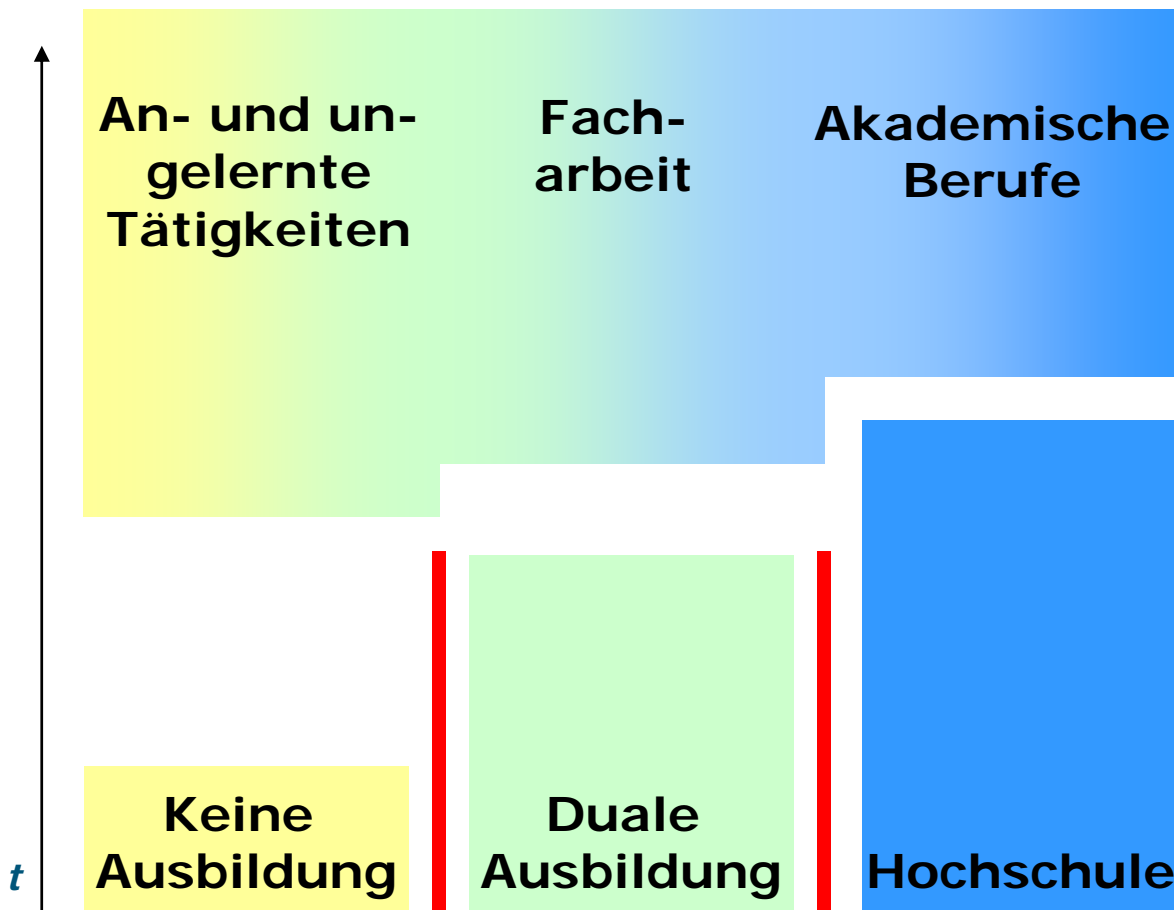 An- und un-
gelernte
Tätigkeiten
Fach-
arbeit
Akademische
Berufe
Keine
Ausbildung
Duale
Ausbildung
Hochschule
t